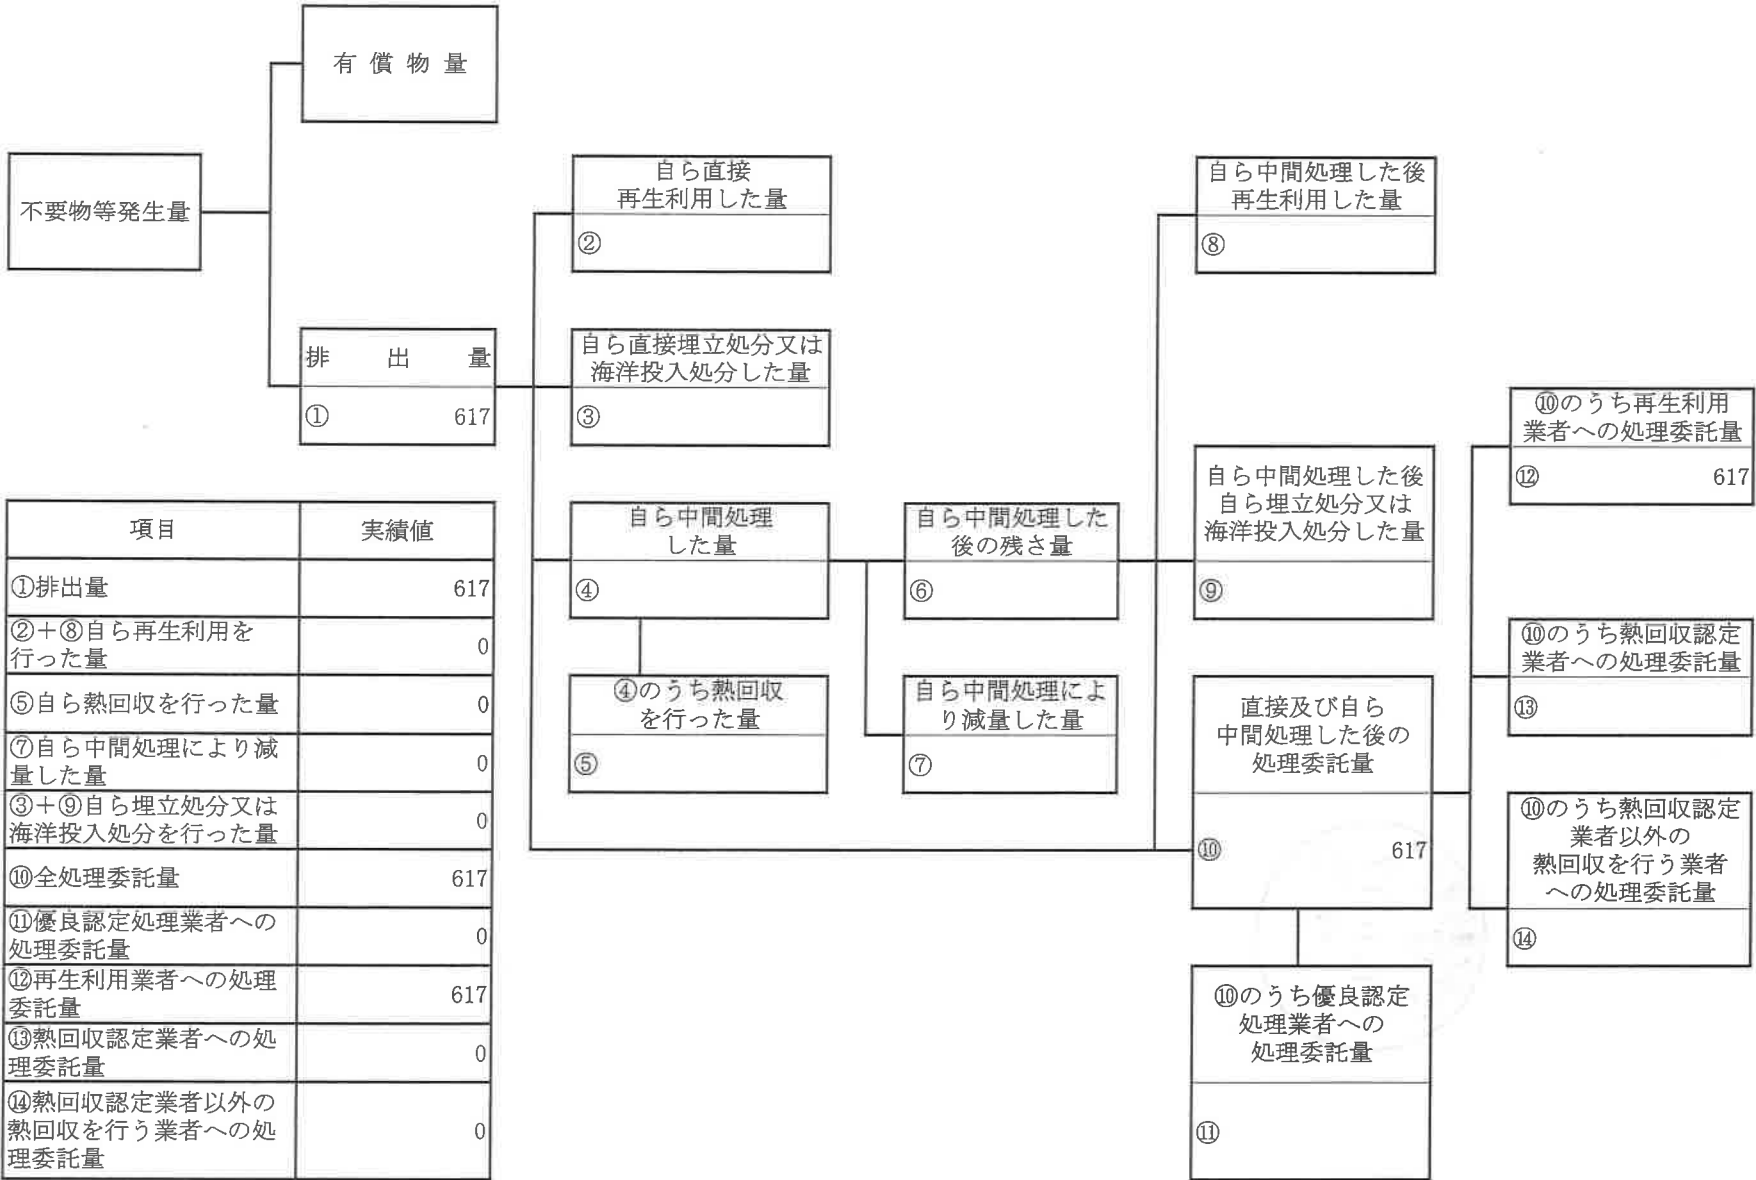 有償物量
不要物等発生量
排出量
① 617
自ら直接
再生利用した量
②
自ら直接埋立処分又は
海洋投入処分した量
③
自ら中間処理
した量
④
④のうち熱回収
を行った量
⑤
自ら中間処理した
後の残さ量
⑥
自ら中間処理によ
り減量した量
⑦
自ら中間処理した後
再生利用した量
⑧
自ら中間処理した後
自ら埋立処分又は
海洋投入処分した量
⑨
直接及び自ら
中間処理した後の
処理委託量
⑩ 617
⑩のうち優良認定
処理業者への
処理委託量
⑪
⑩のうち再生利用
業者への処理委託量
⑫ 617
⑩のうち熱回収認定
業者への処理委託量
⑬
⑩のうち熱回収認定
業者以外の
熱回収を行う業者
への処理委託量
⑭
項目 実績値
①排出量 617
②+⑧自ら再生利用を
行った量 0
⑤自ら熱回収を行った量 0
⑦自ら中間処理により減
量した量 0
③+⑨自ら埋立処分又は
海洋投入処分を行った量 0
⑩全処理委託量 617
⑪優良認定処理業者への
処理委託量 0
⑫再生利用業者への処理
委託量 617
⑬熱回収認定業者への処
理委託量 0
⑭熱回収認定業者以外の
熱回収を行う業者への処
理委託量 0